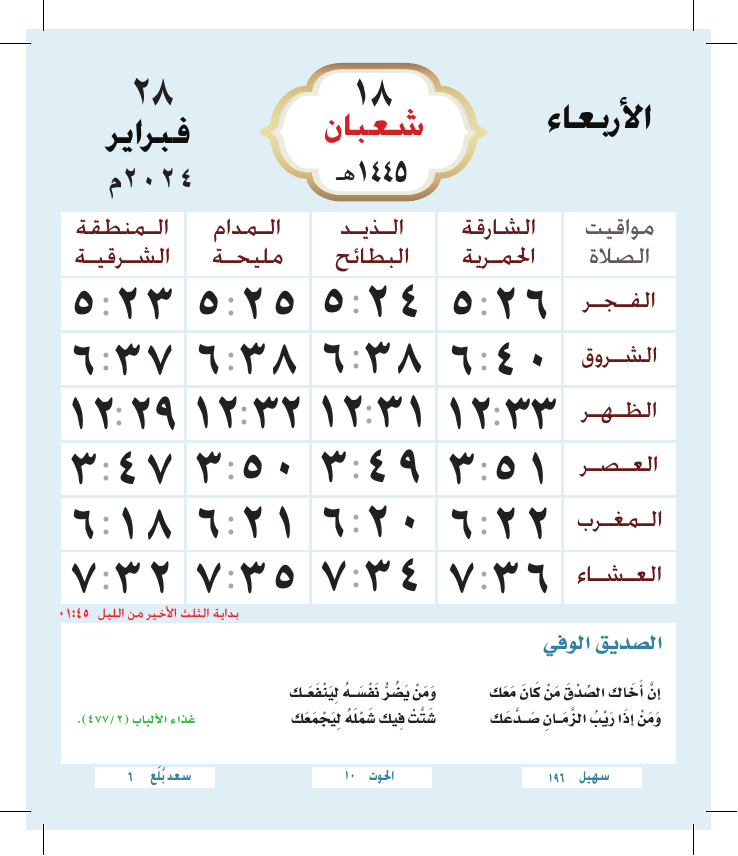 الأربعاء
١٨
شعبان
١٤٤٥هـ
٢٨
فبراير
٢٠٢٤م
مواقيت الصلاة | الشارقة الحمرية | الذيد البطائح | المدام مليحة | المنطقة الشرقية
الفجر ٥:٢٦ ٥:٢٤ ٥:٢٥ ٥:٢٣
الشروق ٦:٤٠ ٦:٣٨ ٦:٣٨ ٦:٣٧
الظهر ١٢:٣٣ ١٢:٣١ ١٢:٣٢ ١٢:٢٩
العصر ٣:٥١ ٣:٤٩ ٣:٥٠ ٣:٤٧
المغرب ٦:٢٢ ٦:٢٠ ٦:٢١ ٦:١٨
العشاء ٧:٣٦ ٧:٣٤ ٧:٣٥ ٧:٣٢
بداية الثلث الأخير من الليل ٠١:٤٥
الصديق الوفي
إنَّ أَخَاكَ الصِّدْقَ مَنْ كَانَ مَعَكَ وَمَنْ يَضُرُّ نَفْسَهُ لِيَنْفَعَكَ
وَمَنْ إذَا رَيْبُ الزَّمَانِ صَدَّعَكَ شَتَّتَ فِيكَ شَمْلَهُ لِيَجْمَعَكَ
غذاء الألباب (٤٧٧/٢).
سهيل ١٩٦
الحوت ١٠
سعد بُلَع ٦